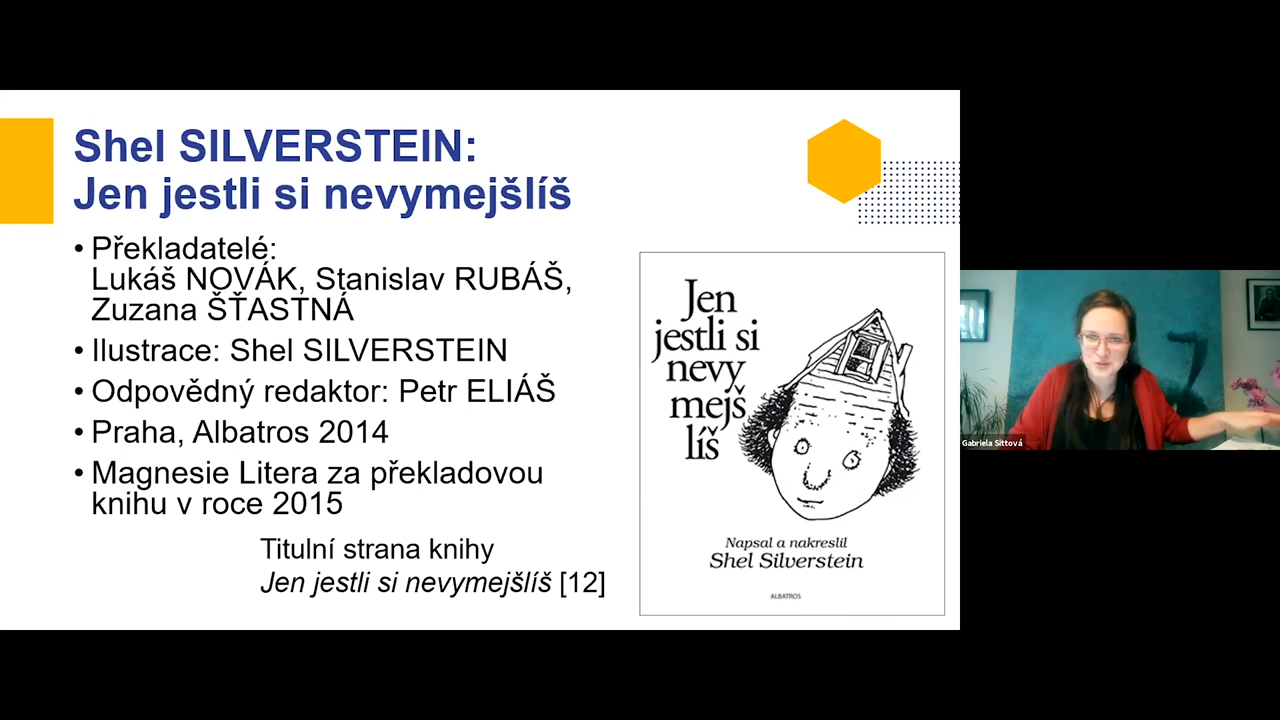 Shel SILVERSTEIN:
Jen jestli si nevymejšlíš
• Překladatelé:
Lukáš NOVÁK, Stanislav RUBÁŠ,
Zuzana ŠŤASTNÁ
• Ilustrace: Shel SILVERSTEIN
• Odpovědný redaktor: Petr ELIÁŠ
• Praha, Albatros 2014
• Magnesie Litera za překladovou
knihu v roce 2015
Titulní strana knihy
Jen jestli si nevymejšlíš [12]
Jen
jestli si
nevy
mejš
líš
Napsal a nakreslil
Shel Silverstein
ALBATROS
Gabriela Sittová